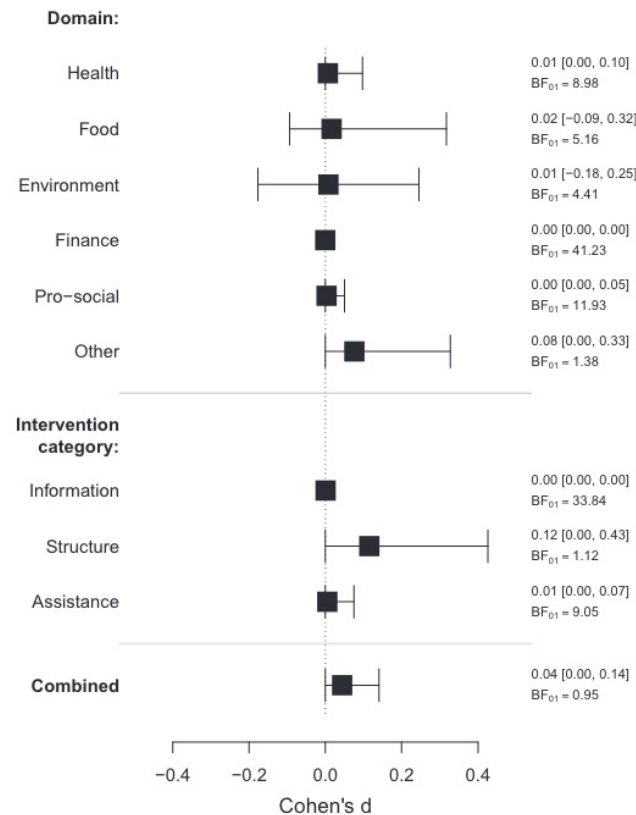 Domain:
Health
0.01 [0.00, 0.10]
BF₀₁ = 8.98
Food
0.02 [−0.09, 0.32]
BF₀₁ = 5.16
Environment
0.01 [−0.18, 0.25]
BF₀₁ = 4.41
Finance
0.00 [0.00, 0.00]
BF₀₁ = 41.23
Pro−social
0.00 [0.00, 0.05]
BF₀₁ = 11.93
Other
0.08 [0.00, 0.33]
BF₀₁ = 1.38
Intervention
category:
Information
0.00 [0.00, 0.00]
BF₀₁ = 33.84
Structure
0.12 [0.00, 0.43]
BF₀₁ = 1.12
Assistance
0.01 [0.00, 0.07]
BF₀₁ = 9.05
Combined
0.04 [0.00, 0.14]
BF₀₁ = 0.95
−0.4 −0.2 0.0 0.2 0.4
Cohen's d